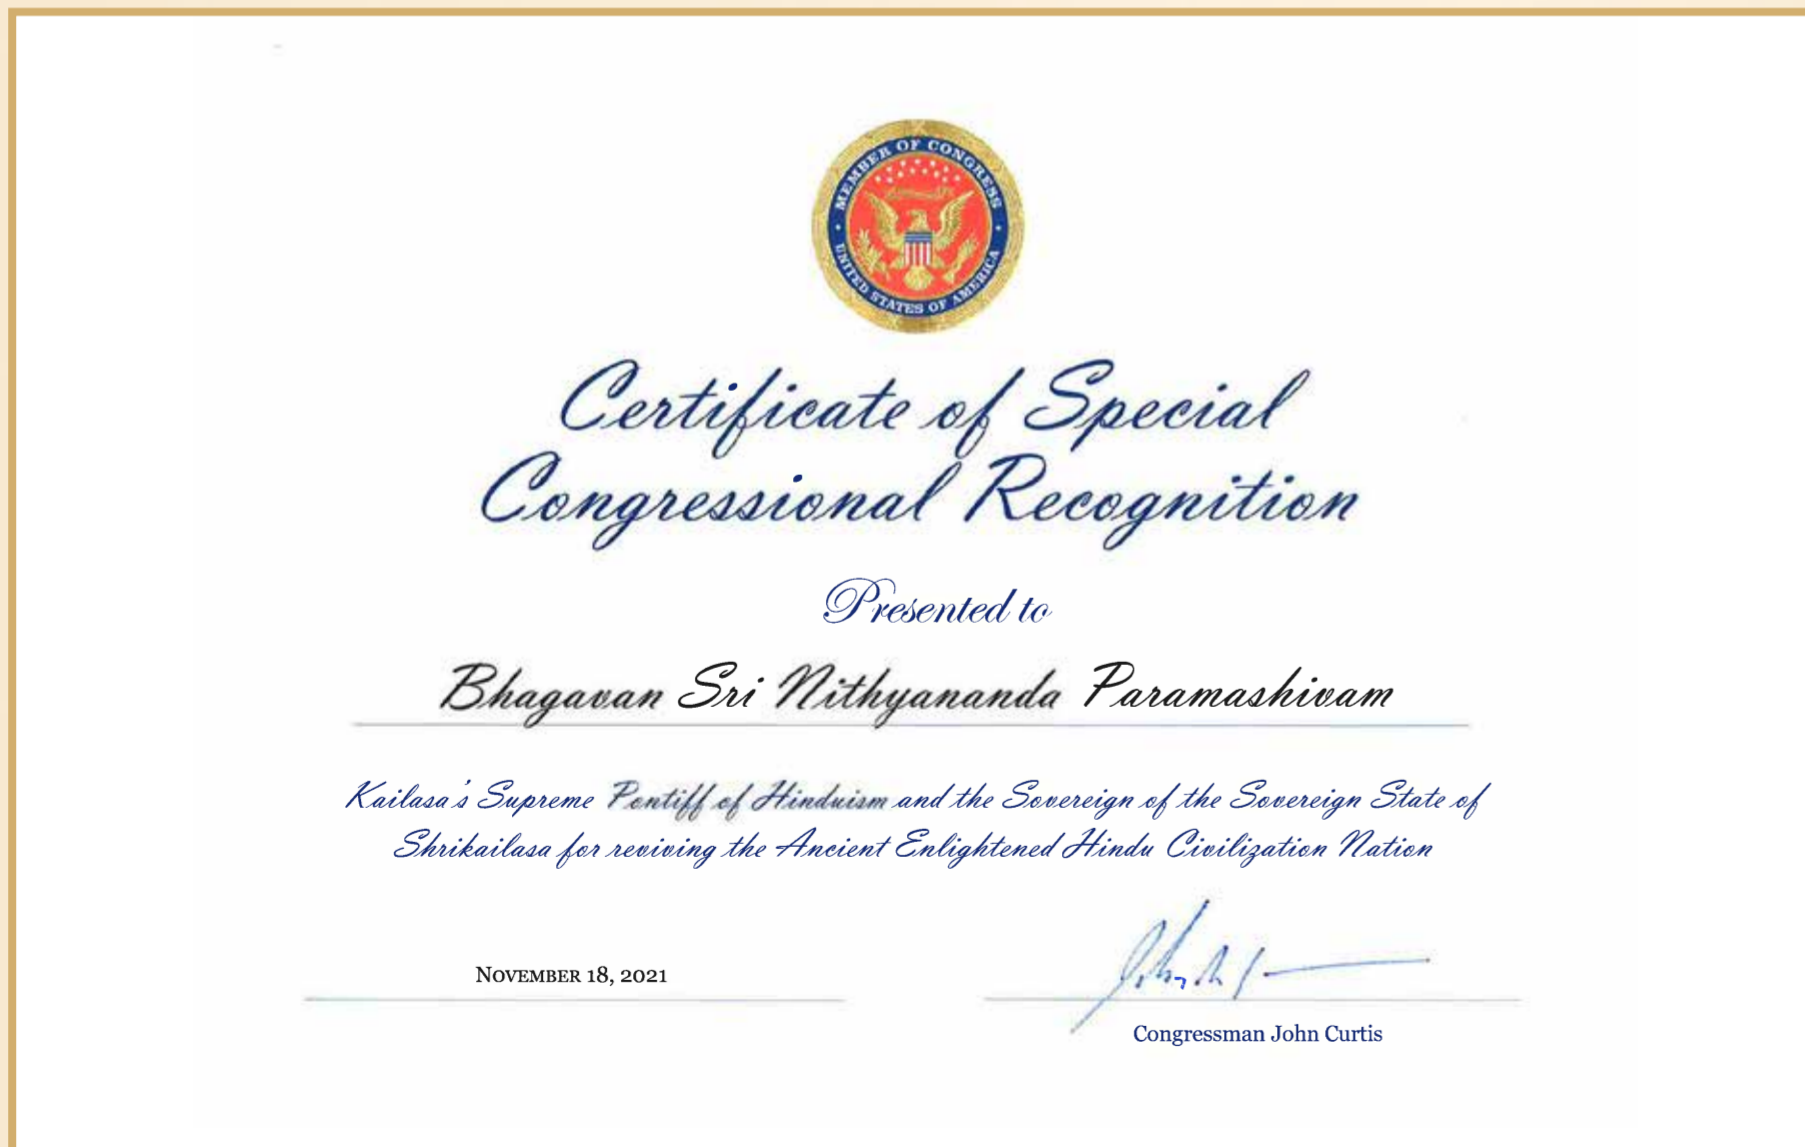 MEMBER OF CONGRESS
UNITED STATES OF AMERICA
Certificate of Special
Congressional Recognition
Presented to
Bhagavan Sri Nithyananda Paramashivam
Kailasa's Supreme Pontiff of Hinduism and the Sovereign of the Sovereign State of
Shrikailasa for reviving the Ancient Enlightened Hindu Civilization Nation
NOVEMBER 18, 2021
Congressman John Curtis